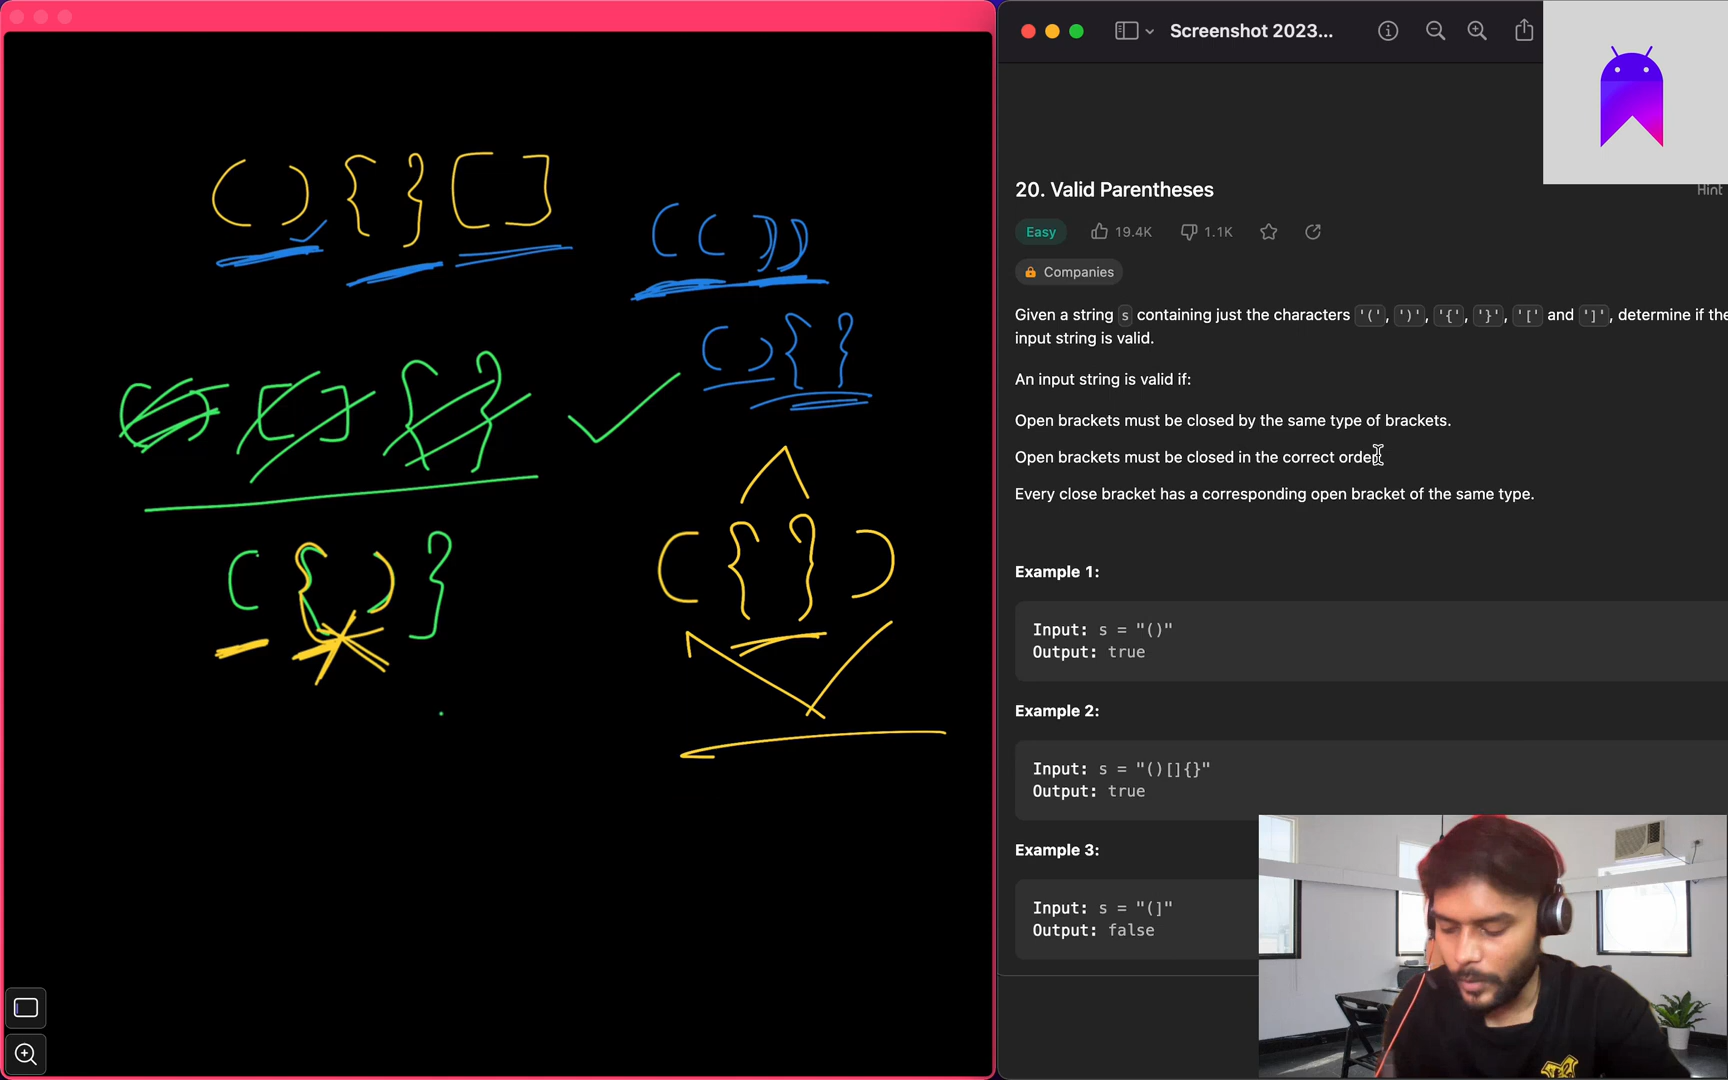 ( ) { } [ ]
( ( ) )
( ) { }
( ) [ ] { }
( { ) }
( { } )
Screenshot 2023...
20. Valid Parentheses
Hint
Easy 19.4K 1.1K
Companies
Given a string s containing just the characters '(', ')', '{', '}', '[' and ']', determine if the
input string is valid.
An input string is valid if:
Open brackets must be closed by the same type of brackets.
Open brackets must be closed in the correct order.
Every close bracket has a corresponding open bracket of the same type.
Example 1:
Input: s = "()"
Output: true
Example 2:
Input: s = "()[]{}"
Output: true
Example 3:
Input: s = "(]"
Output: false